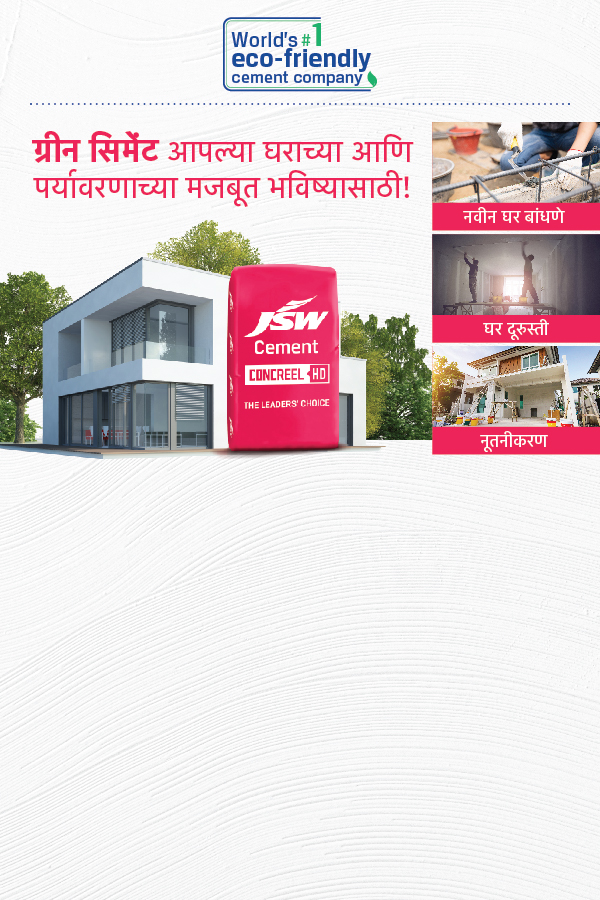 World's #1
eco-friendly
cement company
ग्रीन सिमेंट आपल्या घराच्या आणि
पर्यावरणाच्या मजबूत भविष्यासाठी!
नवीन घर बांधणे
घर दूरुस्ती
नूतनीकरण
JSW
Cement
CONCREEL HD
THE LEADERS' CHOICE